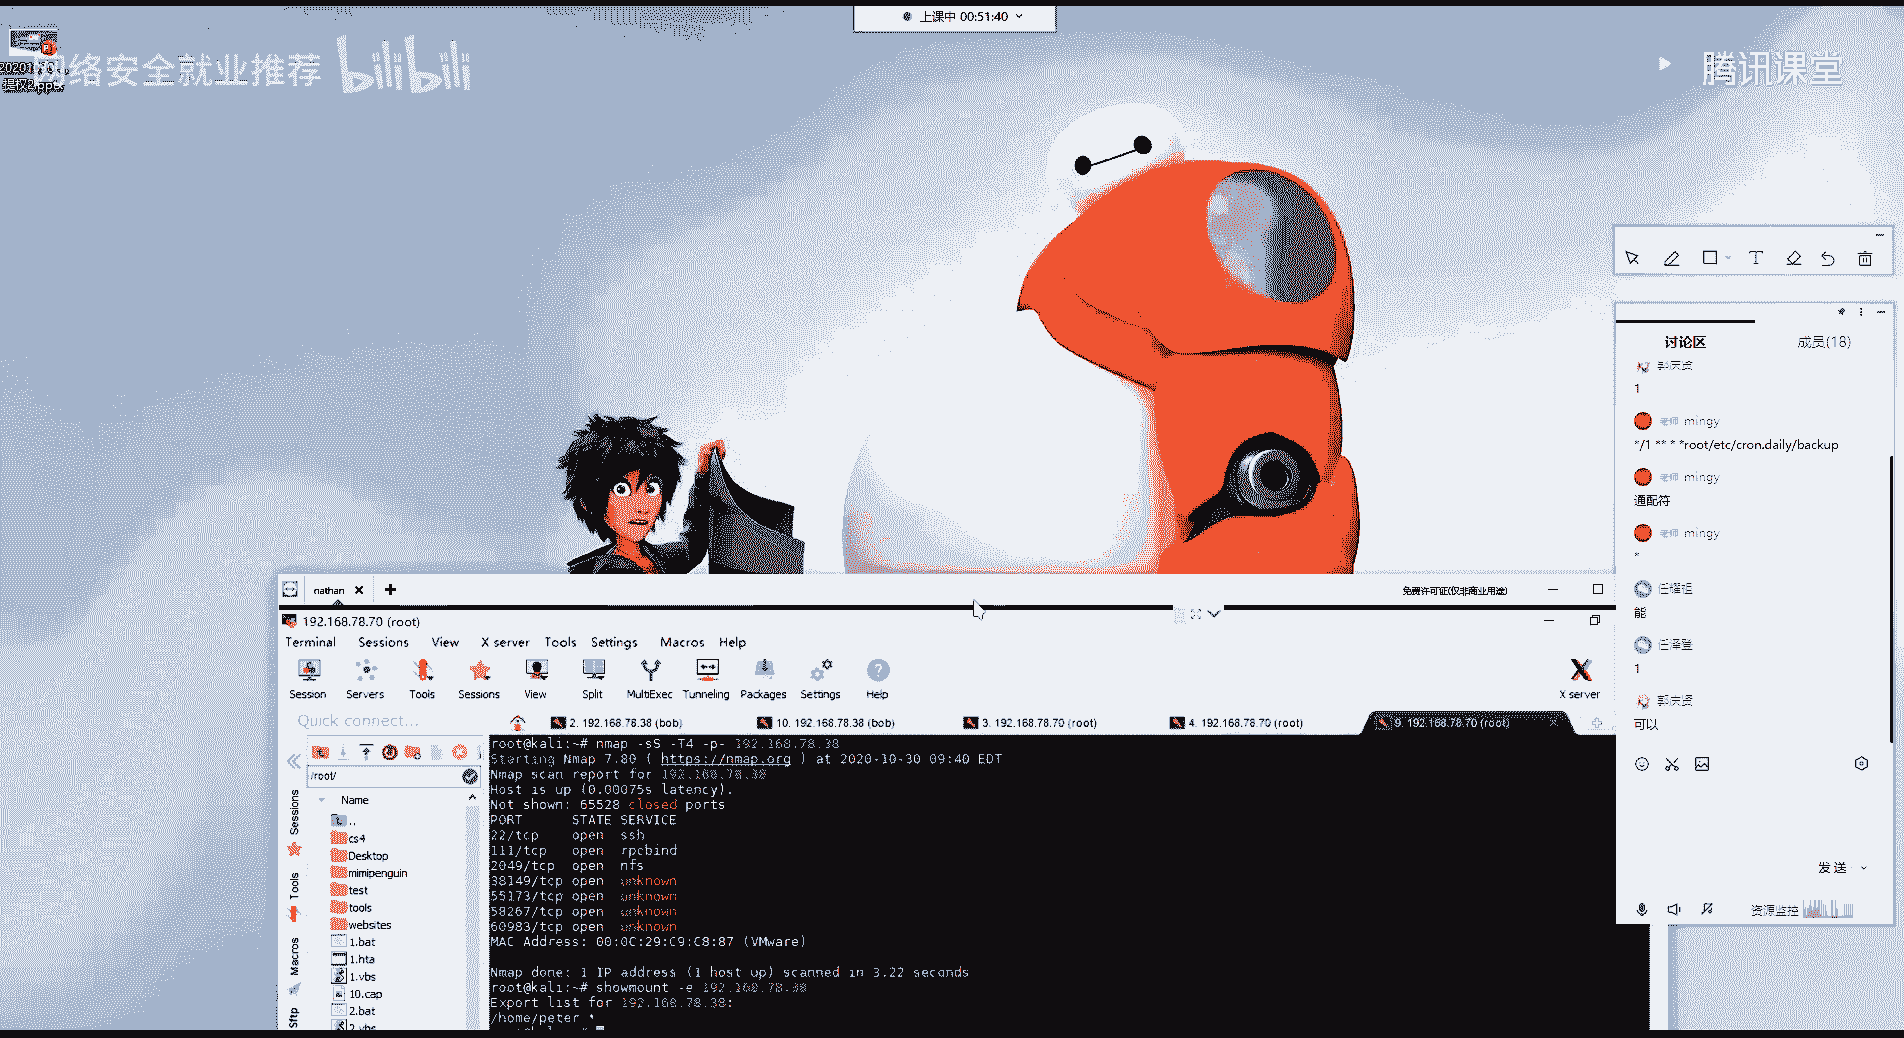 上课中 00:51:40
网络安全就业推荐 bilibili
腾讯课堂
提权2.pptx
讨论区 成员(18)
1
老师 mingy
*/1 ** * *root/etc/cron.daily/backup
老师 mingy
通配符
老师 mingy
*
能
1
可以
发送
资源监控
nathan
免费许可证(仅非商业用途)
192.168.78.70 (root)
Terminal Sessions View X server Tools Settings Macros Help
Session Servers Tools Sessions View Split MultiExec Tunneling Packages Settings Help
X server
Quick connect...
2. 192.168.78.38 (bob)
10. 192.168.78.38 (bob)
3. 192.168.78.70 (root)
4. 192.168.78.70 (root)
9. 192.168.78.70 (root)
/root/
Name
..
cs4
Desktop
mimipenguin
test
tools
websites
1.bat
1.hta
1.vbs
10.cap
2.bat
2.vbs
Sessions
Tools
Macros
Sftp
root@kali:~# nmap -sS -T4 -p- 192.168.78.38
Starting Nmap 7.80 ( https://nmap.org ) at 2020-10-30 09:40 EDT
Nmap scan report for 192.168.78.38
Host is up (0.00075s latency).
Not shown: 65528 closed ports
PORT STATE SERVICE
22/tcp open ssh
111/tcp open rpcbind
2049/tcp open nfs
38149/tcp open unknown
55173/tcp open unknown
58267/tcp open unknown
60983/tcp open unknown
MAC Address: 00:0C:29:C9:C8:87 (VMware)
Nmap done: 1 IP address (1 host up) scanned in 3.22 seconds
root@kali:~# showmount -e 192.168.78.38
Export list for 192.168.78.38:
/home/peter *